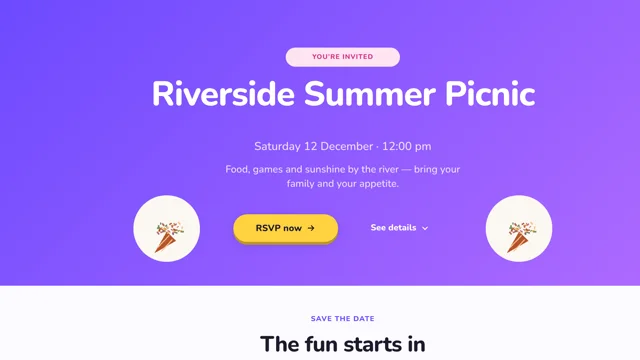 YOU'RE INVITED
Riverside Summer Picnic
Saturday 12 December · 12:00 pm
Food, games and sunshine by the river — bring your
family and your appetite.
RSVP now →
See details
SAVE THE DATE
The fun starts in